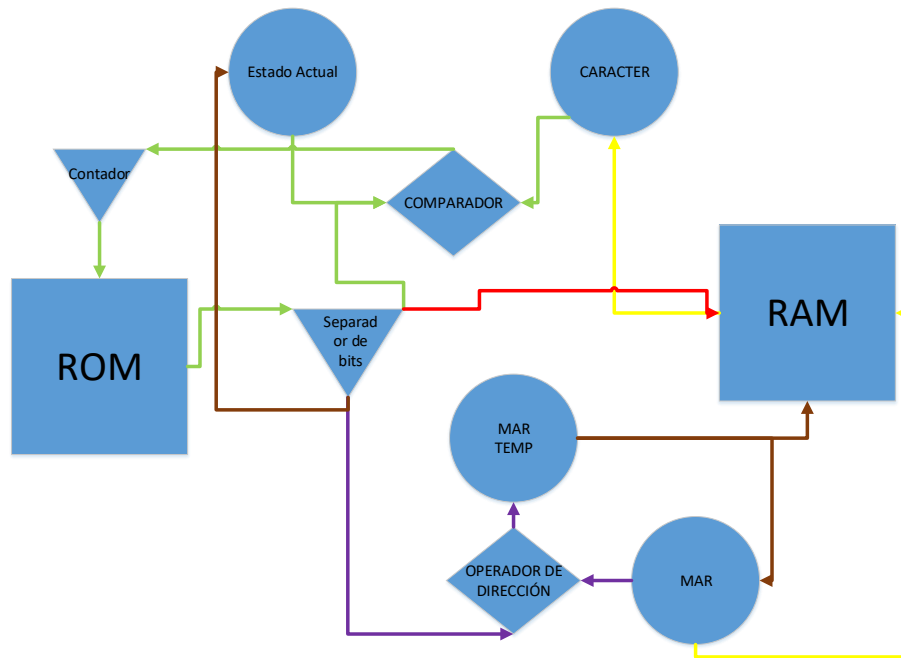 Estado Actual
CARACTER
Contador
COMPARADOR
ROM
Separad
or de
bits
RAM
MAR
TEMP
OPERADOR DE
DIRECCIÓN
MAR